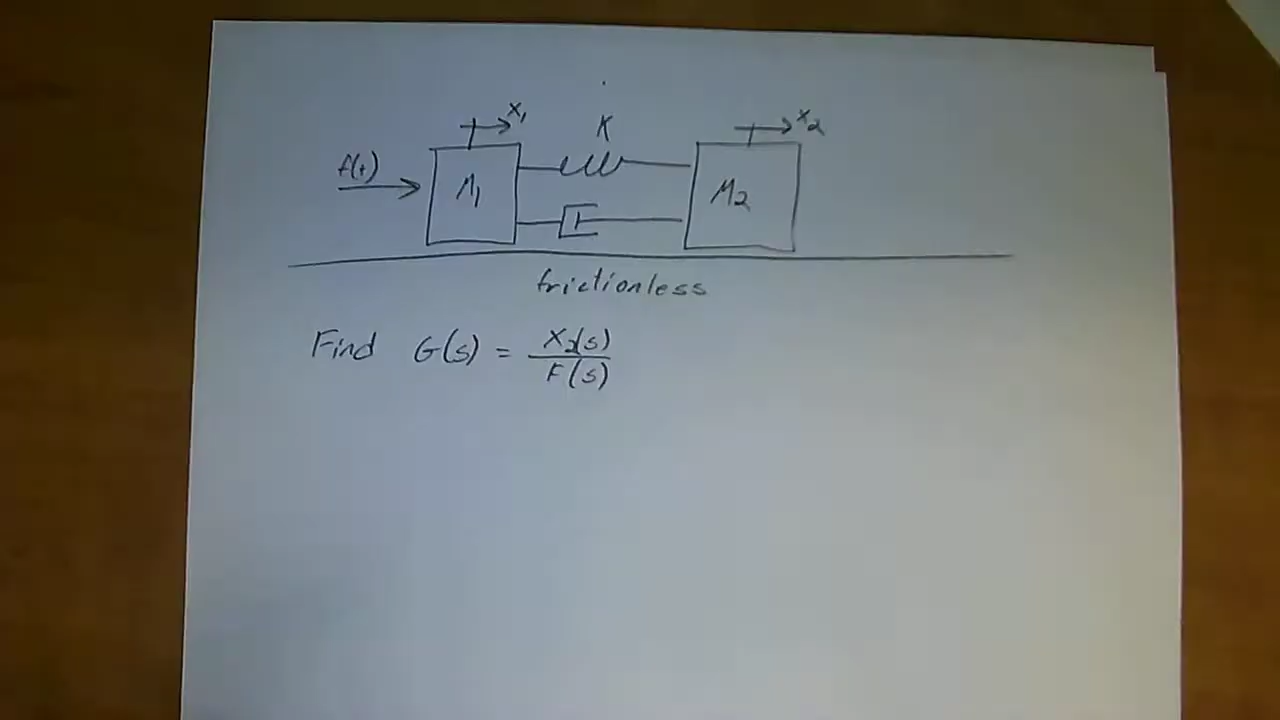 x₁ K x₂
f(t) M₁ M₂
frictionless
Find G(s) = X₂(s) / F(s)